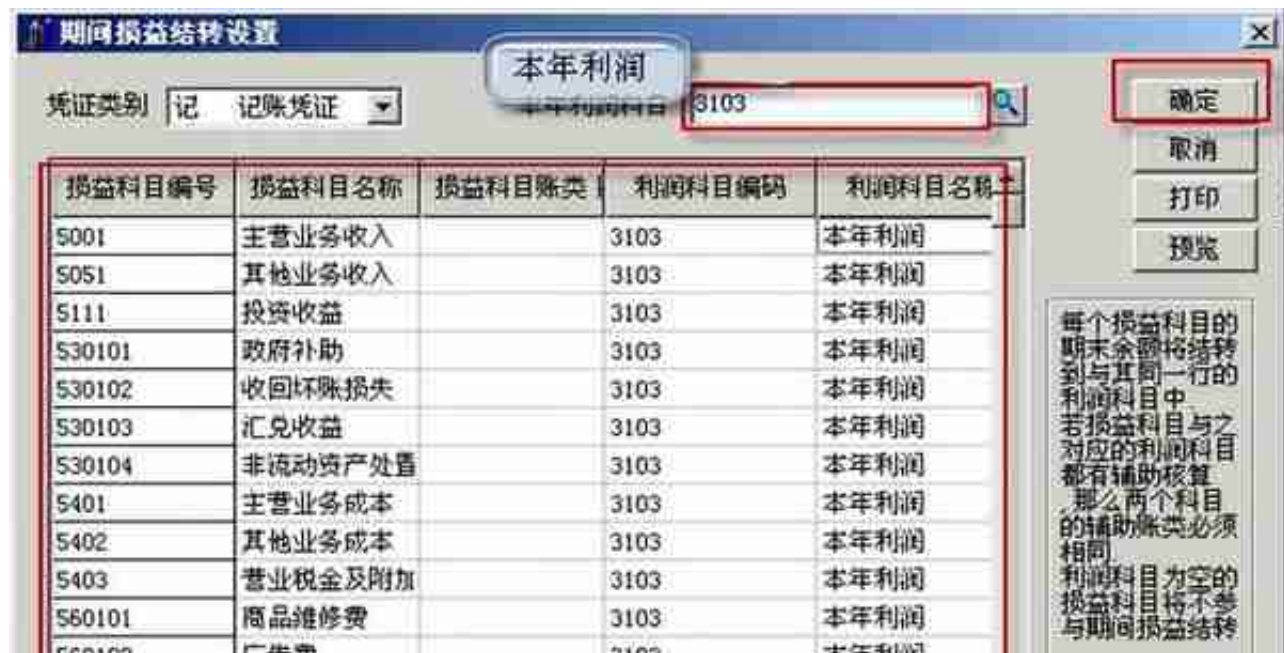 期间损益结转设置
本年利润
凭证类别 记 记账凭证 本年利润科目 3103 确定
取消
打印
预览
损益科目编号 损益科目名称 损益科目账类 利润科目编码 利润科目名称
5001 主营业务收入 3103 本年利润
5051 其他业务收入 3103 本年利润
5111 投资收益 3103 本年利润
530101 政府补助 3103 本年利润
530102 收回坏账损失 3103 本年利润
530103 汇兑收益 3103 本年利润
530104 非流动资产处置 3103 本年利润
5401 主营业务成本 3103 本年利润
5402 其他业务成本 3103 本年利润
5403 营业税金及附加 3103 本年利润
560101 商品维修费 3103 本年利润
每个损益科目的
期末余额将结转
到与其同一行的
利润科目中
若损益科目与之
对应的利润科目
都有辅助核算
,那么两个科目
的辅助账类必须
相同
利润科目为空的
损益科目将不参
与期间损益结转